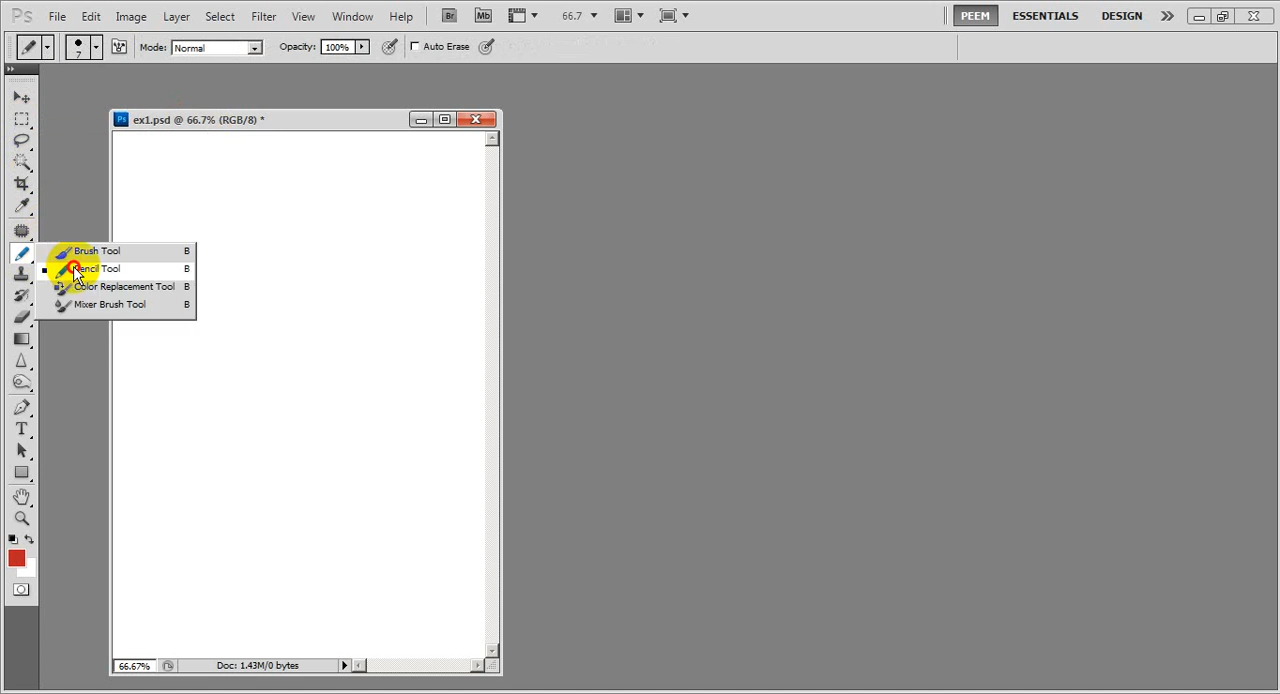 Ps File Edit Image Layer Select Filter View Window Help Br Mb 66.7 PEEM ESSENTIALS DESIGN
7 Mode: Normal Opacity: 100% Auto Erase
Ps ex1.psd @ 66.7% (RGB/8) *
Brush Tool B
Pencil Tool B
Color Replacement Tool B
Mixer Brush Tool B
T
66.67% Doc: 1.43M/0 bytes